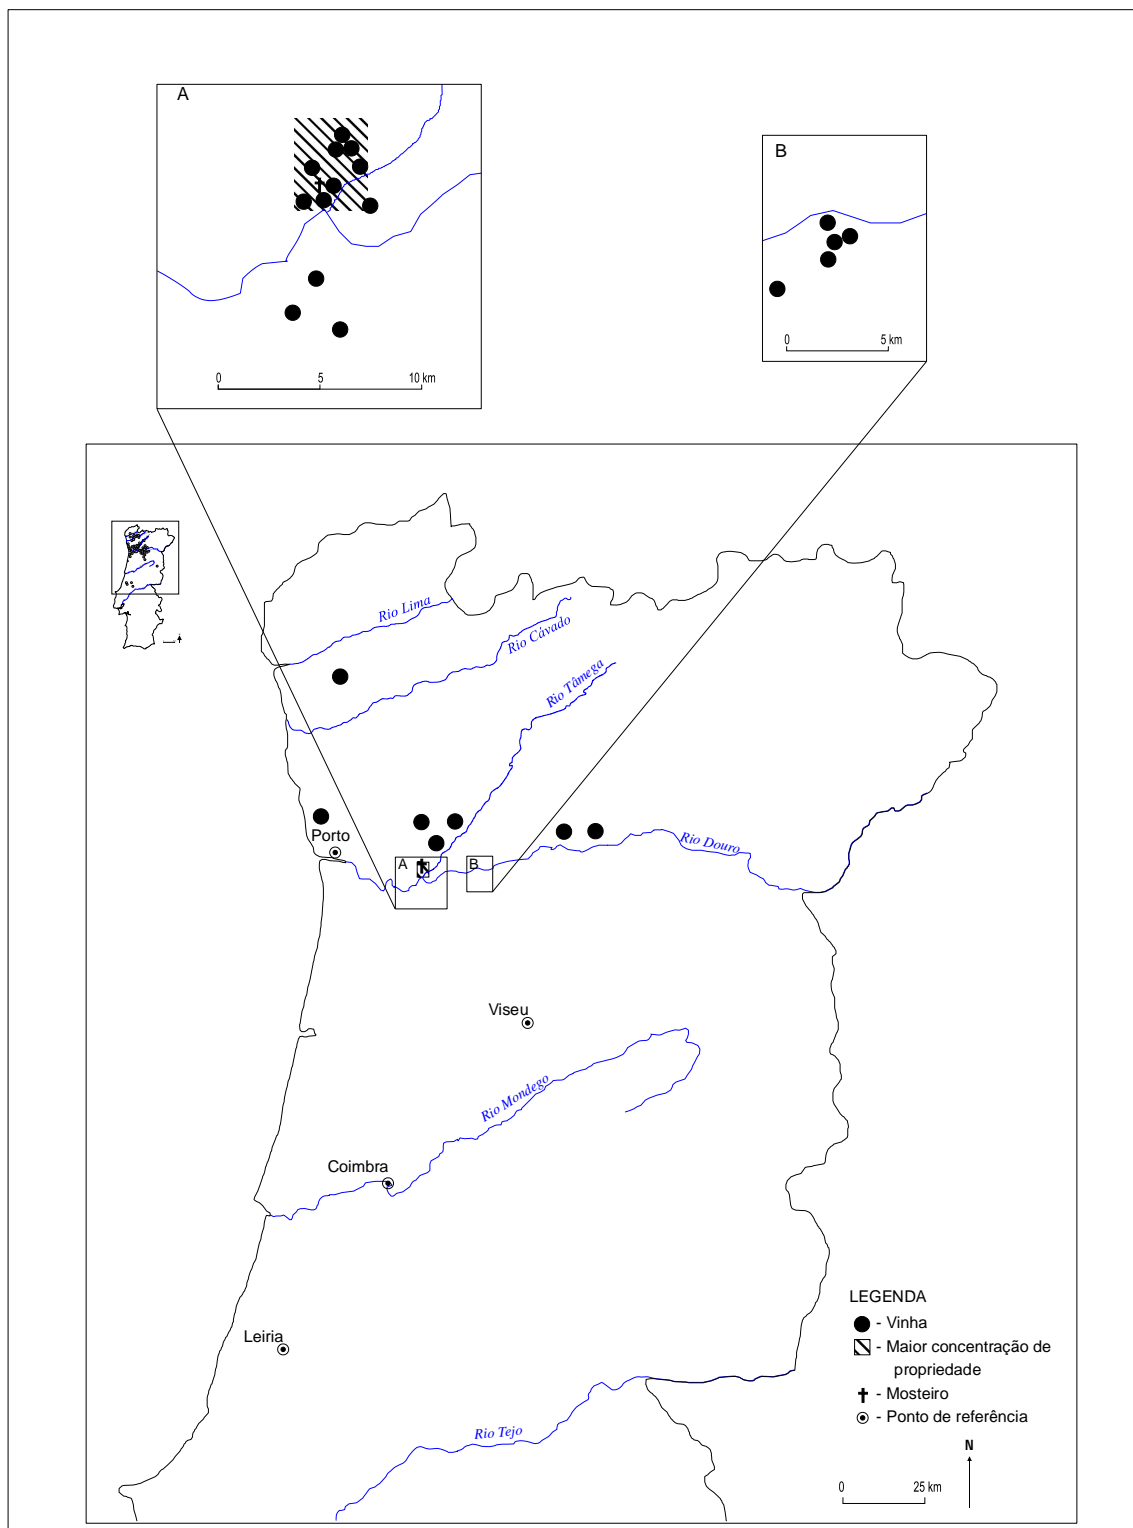 A
0
5
10 km
B
0
5 km
Rio Lima
Rio Cávado
Rio Tâmega
Porto
A
B
Rio Douro
Viseu
Rio Mondego
Coimbra
Leiria
Rio Tejo
LEGENDA
- Vinha
- Maior concentração de
propriedade
- Mosteiro
- Ponto de referência
N
0
25 km